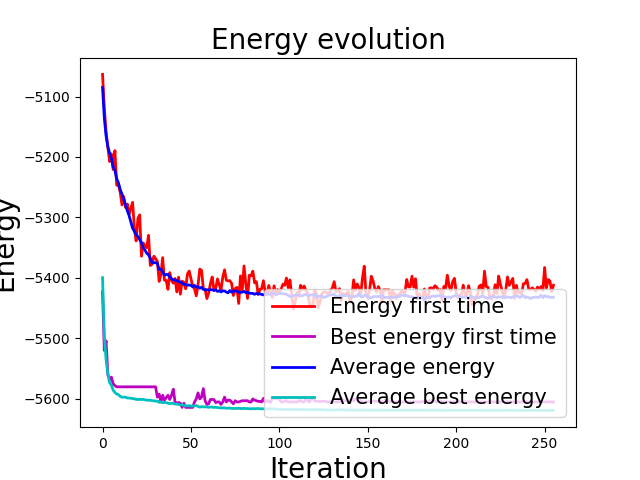 Energy evolution
Energy
−5100
−5200
−5300
−5400
−5500
−5600
0
50
100
150
200
250
Iteration
Energy first time
Best energy first time
Average energy
Average best energy